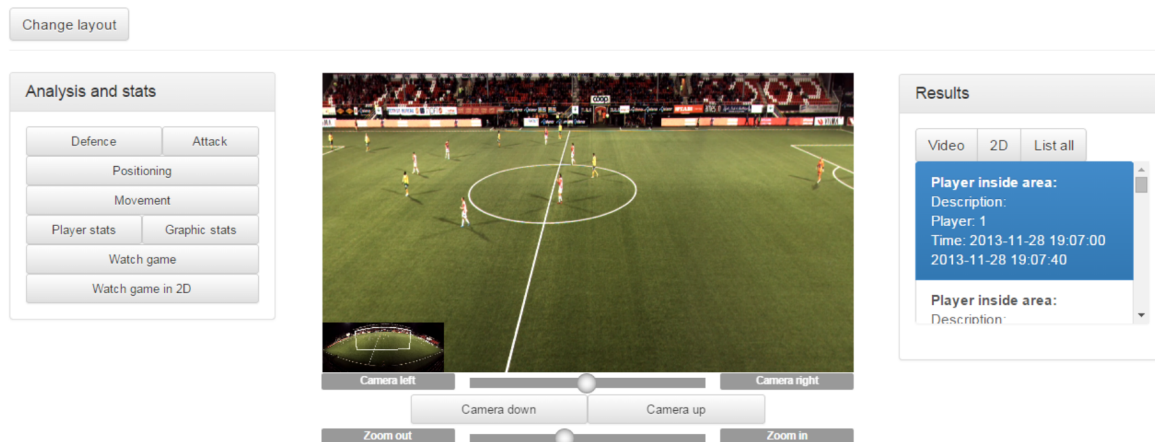 Change layout
Analysis and stats
Defence
Attack
Positioning
Movement
Player stats
Graphic stats
Watch game
Watch game in 2D
coop
Camera left
Camera right
Camera down
Camera up
Zoom out
Zoom in
Results
Video
2D
List all
Player inside area:
Description:
Player: 1
Time: 2013-11-28 19:07:00
2013-11-28 19:07:40
Player inside area:
Description: